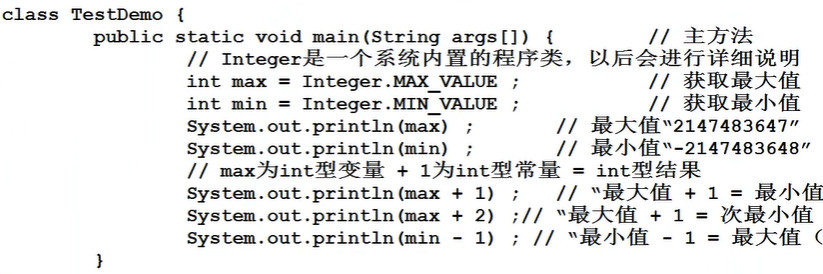 class TestDemo {
public static void main(String args[]) { // 主方法
// Integer是一个系统内置的程序类，以后会进行详细说明
int max = Integer.MAX_VALUE ; // 获取最大值
int min = Integer.MIN_VALUE ; // 获取最小值
System.out.println(max) ; // 最大值“2147483647”
System.out.println(min) ; // 最小值“-2147483648”
// max为int型变量 + 1为int型常量 = int型结果
System.out.println(max + 1) ; // “最大值 + 1 = 最小值
System.out.println(max + 2) ;// “最大值 + 1 = 次最小值
System.out.println(min - 1) ; // “最小值 - 1 = 最大值（
}